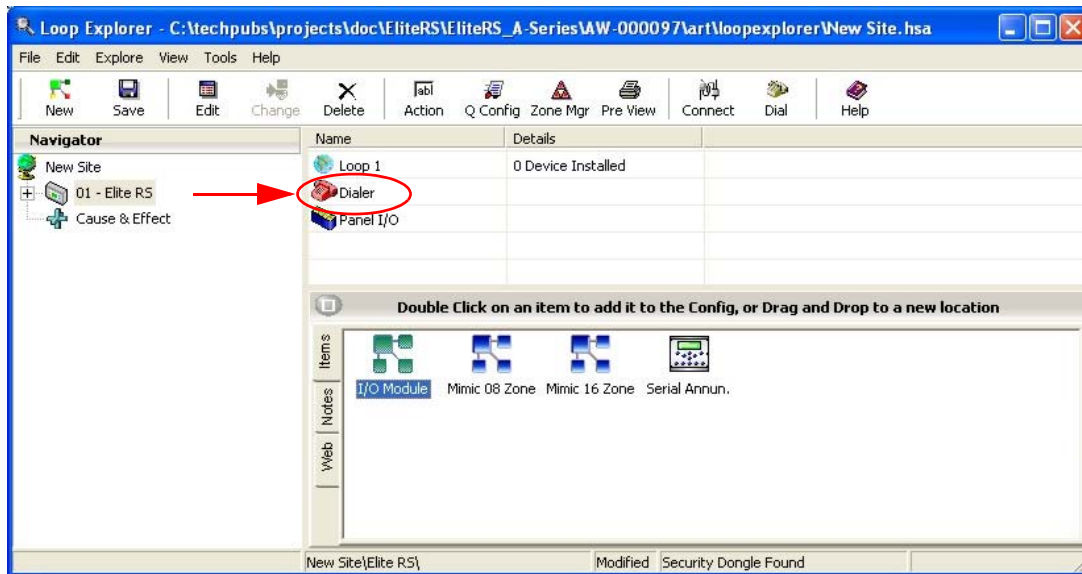 Loop Explorer - C:\techpubs\projects\doc\EliteRS\EliteRS_A-Series\AW-000097\art\loopexplorer\New Site.hsa
File Edit Explore View Tools Help
New Save Edit Change Delete Action Q Config Zone Mgr Pre View Connect Dial Help
Navigator
New Site
01 - Elite RS
Cause & Effect
Name Details
Loop 1 0 Device Installed
Dialer
Panel I/O
Double Click on an item to add it to the Config, or Drag and Drop to a new location
Items
Notes
Web
I/O Module Mimic 08 Zone Mimic 16 Zone Serial Annun.
New Site\Elite RS\ Modified Security Dongle Found